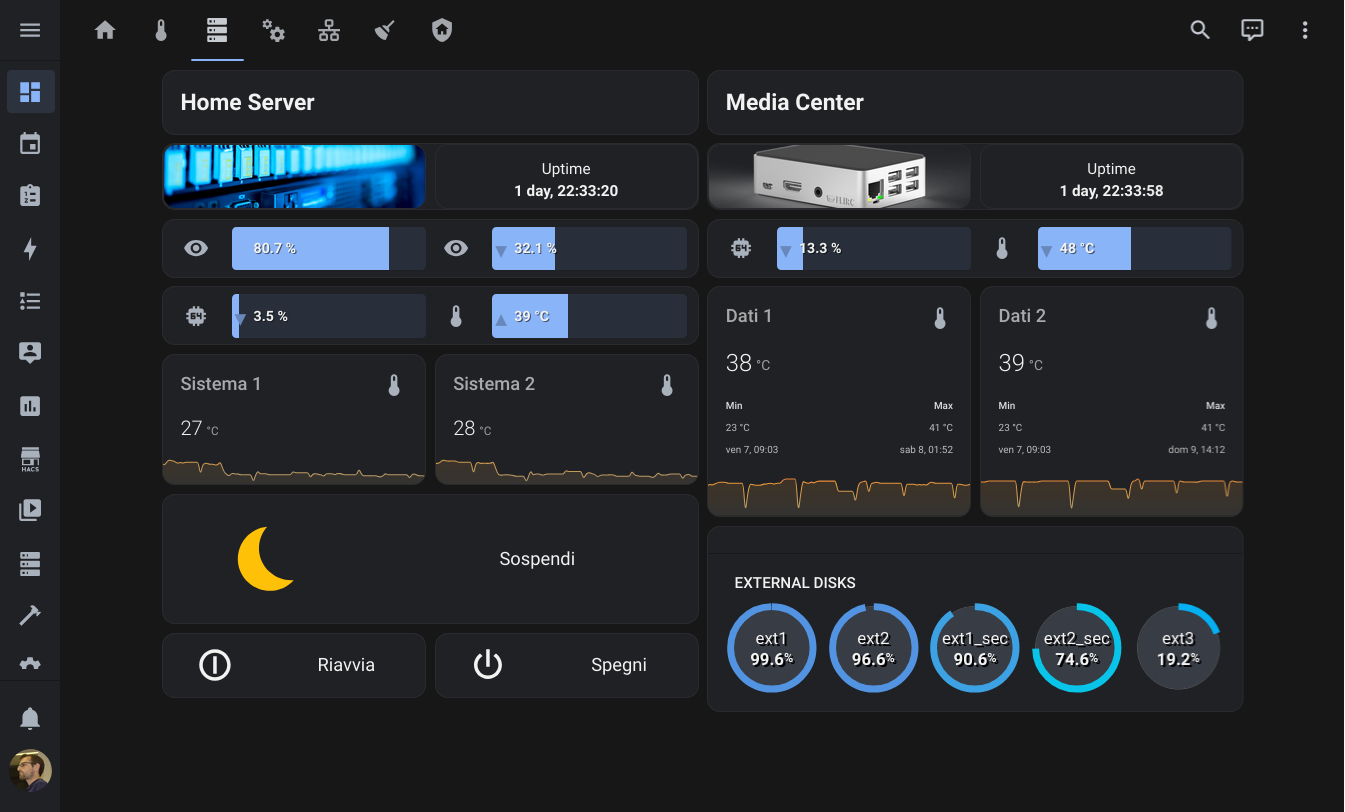 Home Server
Media Center
Uptime
1 day, 22:33:20
Uptime
1 day, 22:33:58
FLIRC
80.7 %
32.1 %
64
13.3 %
48 °C
64
3.5 %
39 °C
Sistema 1
27 °C
Sistema 2
28 °C
Dati 1
38 °C
Min
Max
23 °C
41 °C
ven 7, 09:03
sab 8, 01:52
Dati 2
39 °C
Min
Max
23 °C
41 °C
ven 7, 09:03
dom 9, 14:12
HACS
Sospendi
Riavvia
Spegni
EXTERNAL DISKS
ext1
99.6%
ext2
96.6%
ext1_sec
90.6%
ext2_sec
74.6%
ext3
19.2%